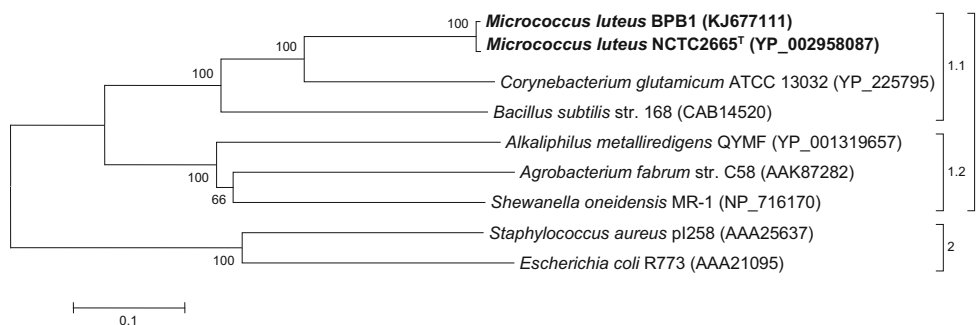 100
Micrococcus luteus BPB1 (KJ677111)
Micrococcus luteus NCTC2665ᵀ (YP_002958087)
100
Corynebacterium glutamicum ATCC 13032 (YP_225795)
1.1
100
Bacillus subtilis str. 168 (CAB14520)
Alkaliphilus metalliredigens QYMF (YP_001319657)
100
Agrobacterium fabrum str. C58 (AAK87282)
1.2
66
Shewanella oneidensis MR-1 (NP_716170)
Staphylococcus aureus pI258 (AAA25637)
2
100
Escherichia coli R773 (AAA21095)
0.1